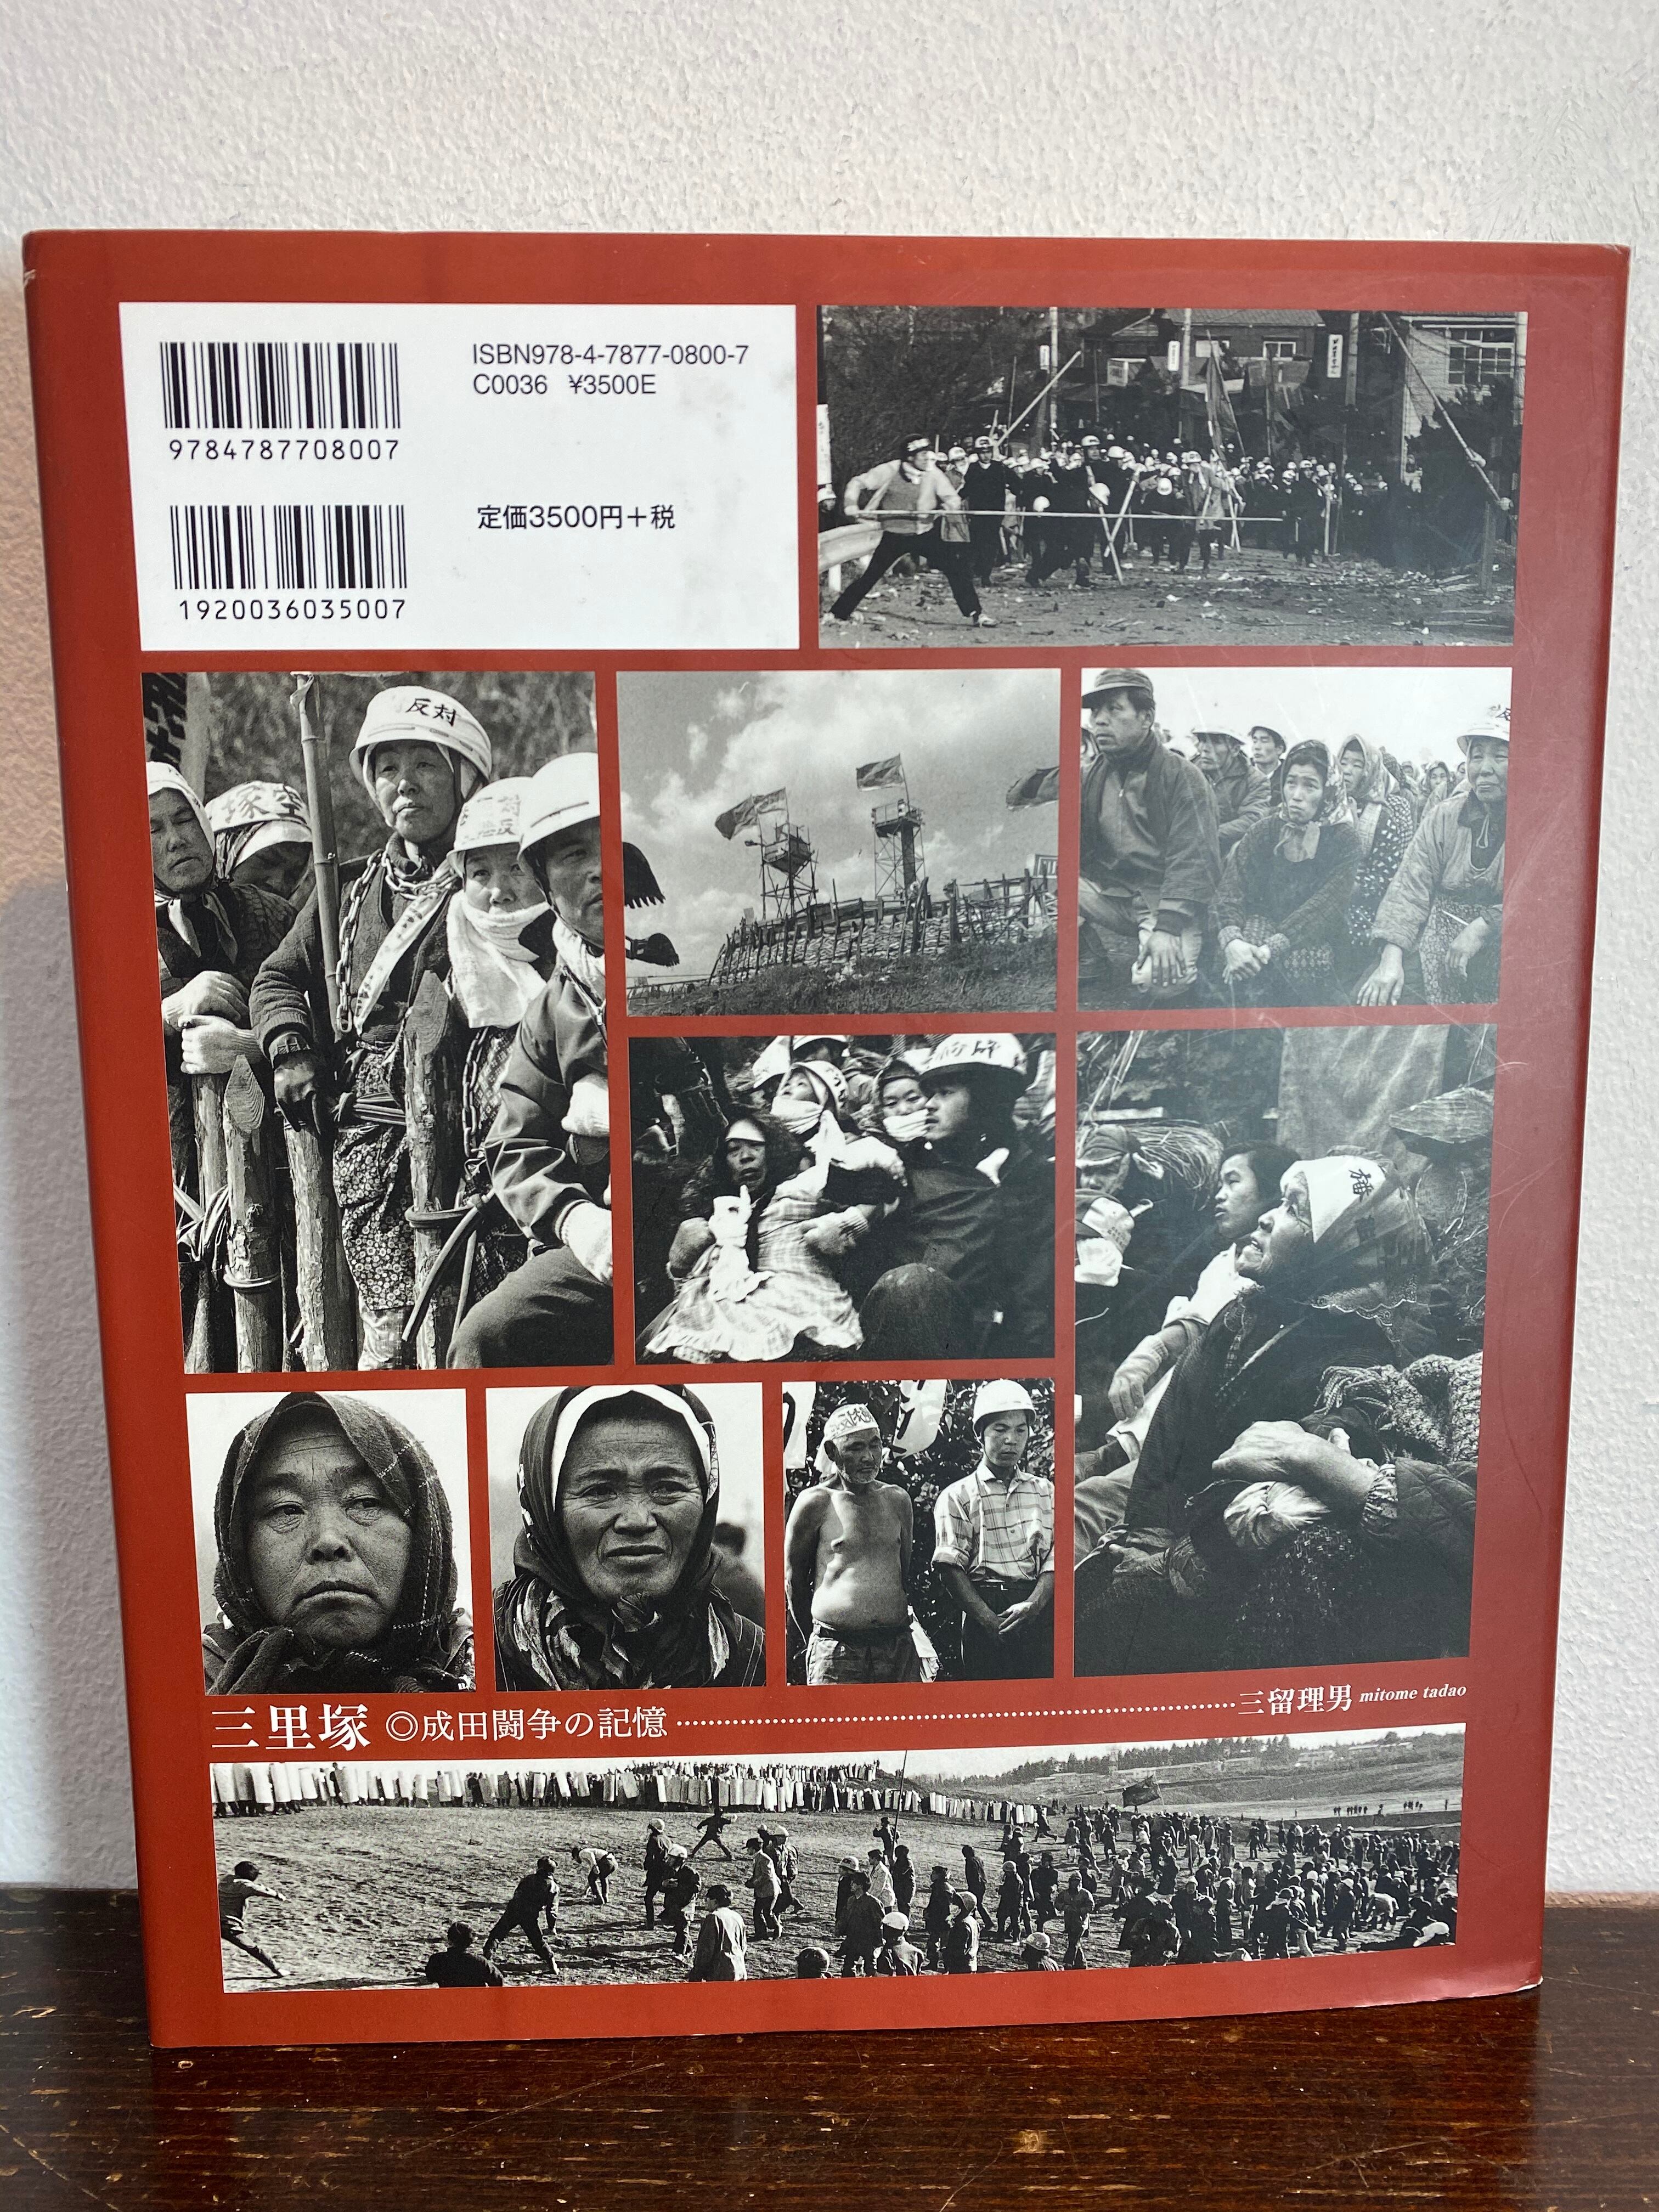 ISBN978-4-7877-0800-7
C0036 ¥3500E
9784787708007
定価3500円＋税
1920036035007
反対
三里塚 ◎成田闘争の記憶 三留理男 mitome tadao